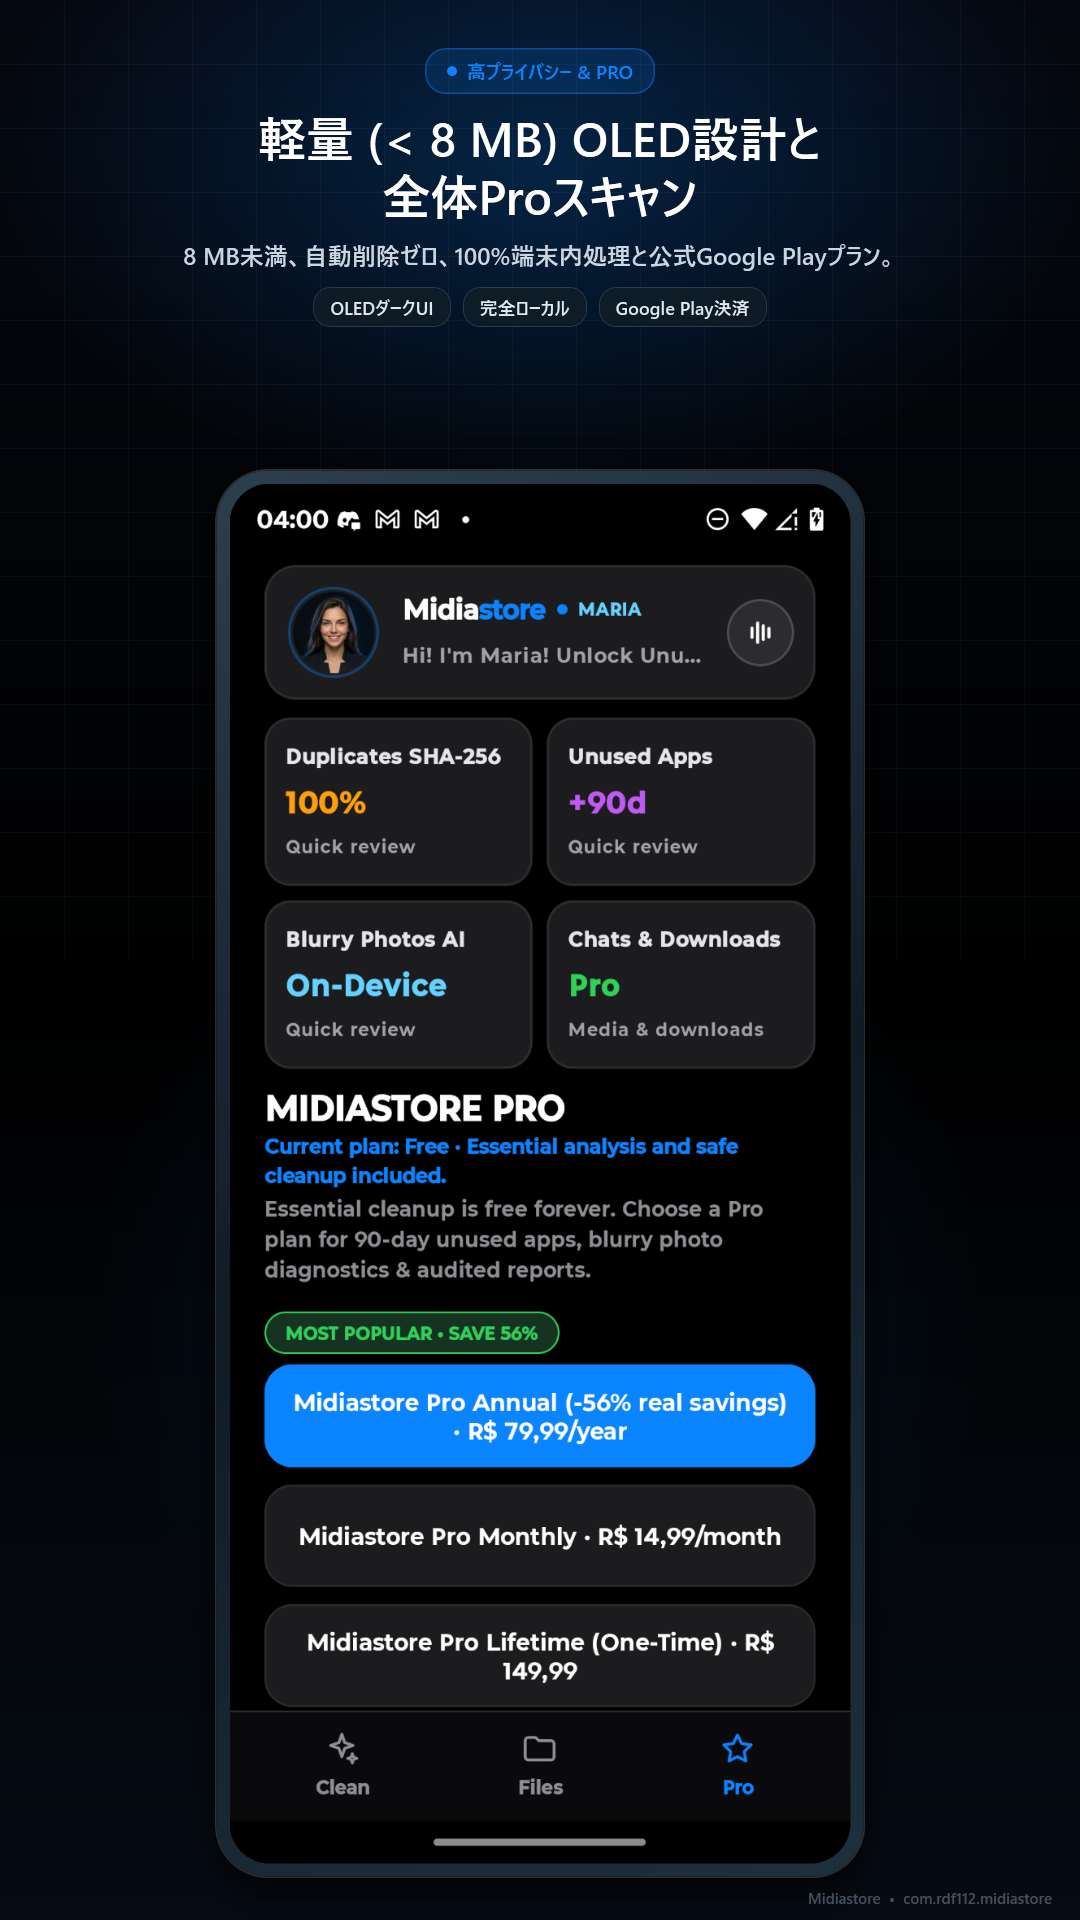 高プライバシー & PRO
軽量 (< 8 MB) OLED設計と
全体Proスキャン
8 MB未満、自動削除ゼロ、100%端末内処理と公式Google Playプラン。
OLEDダークUI
完全ローカル
Google Play決済
04:00
Midiastore • MARIA
Hi! I'm Maria! Unlock Unu...
Duplicates SHA-256
100%
Quick review
Unused Apps
+90d
Quick review
Blurry Photos AI
On-Device
Quick review
Chats & Downloads
Pro
Media & downloads
MIDIASTORE PRO
Current plan: Free · Essential analysis and safe
cleanup included.
Essential cleanup is free forever. Choose a Pro
plan for 90-day unused apps, blurry photo
diagnostics & audited reports.
MOST POPULAR • SAVE 56%
Midiastore Pro Annual (-56% real savings)
· R$ 79,99/year
Midiastore Pro Monthly · R$ 14,99/month
Midiastore Pro Lifetime (One-Time) · R$
149,99
Clean
Files
Pro
Midiastore • com.rdf112.midiastore